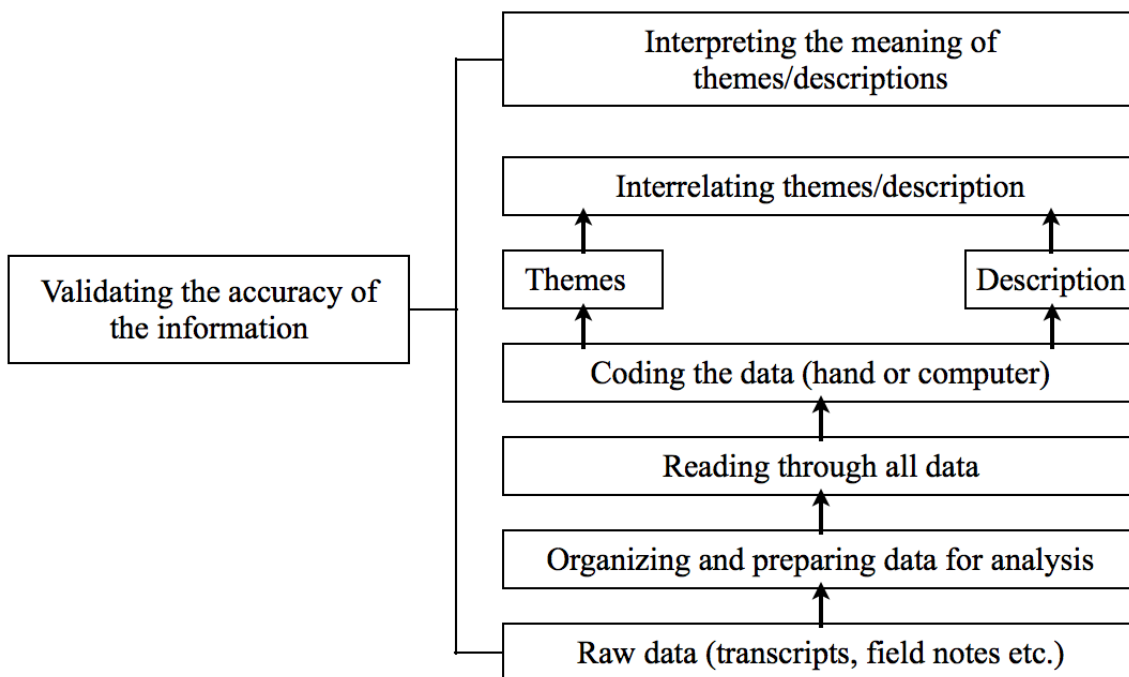 Interpreting the meaning of
themes/descriptions
Interrelating themes/description
Themes
Description
Validating the accuracy of
the information
Coding the data (hand or computer)
Reading through all data
Organizing and preparing data for analysis
Raw data (transcripts, field notes etc.)